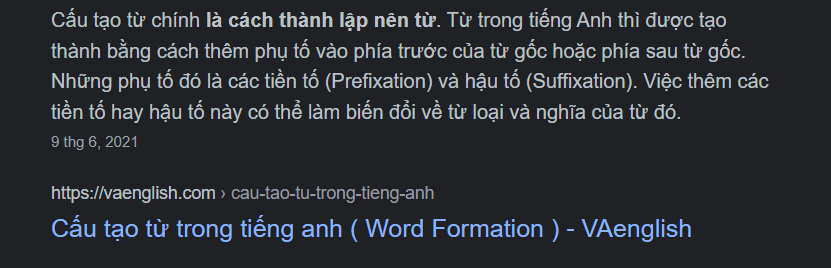 Cấu tạo từ chính là cách thành lập nên từ. Từ trong tiếng Anh thì được tạo
thành bằng cách thêm phụ tố vào phía trước của từ gốc hoặc phía sau từ gốc.
Những phụ tố đó là các tiền tố (Prefixation) và hậu tố (Suffixation). Việc thêm các
tiền tố hay hậu tố này có thể làm biến đổi về từ loại và nghĩa của từ đó.
9 thg 6, 2021
https://vaenglish.com › cau-tao-tu-trong-tieng-anh
Cấu tạo từ trong tiếng anh ( Word Formation ) - VAenglish